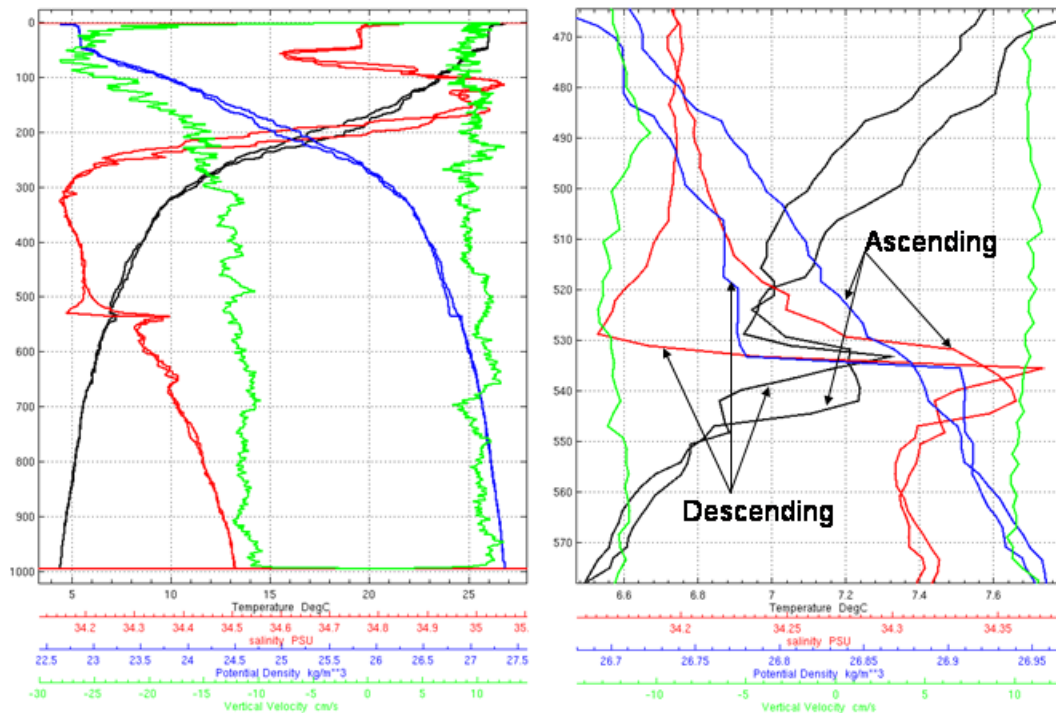 0
100
200
300
400
500
600
700
800
900
1000
5 10 15 20 25
Temperature DegC
34.2 34.3 34.4 34.5 34.6 34.7 34.8 34.9 35 35.
salinity PSU
22.5 23 23.5 24 24.5 25 25.5 26 26.5 27 27.5
Potential Density kg/m**3
-30 -25 -20 -15 -10 -5 0 5 10
Vertical Velocity cm/s
470
480
490
500
510
520
530
540
550
560
570
Ascending
Descending
6.6 6.8 7 7.2 7.4 7.6
Temperature DegC
34.2 34.25 34.3 34.35
salinity PSU
26.7 26.75 26.8 26.85 26.9 26.95
Potential Density kg/m**3
-10 -5 0 5 10
Vertical Velocity cm/s